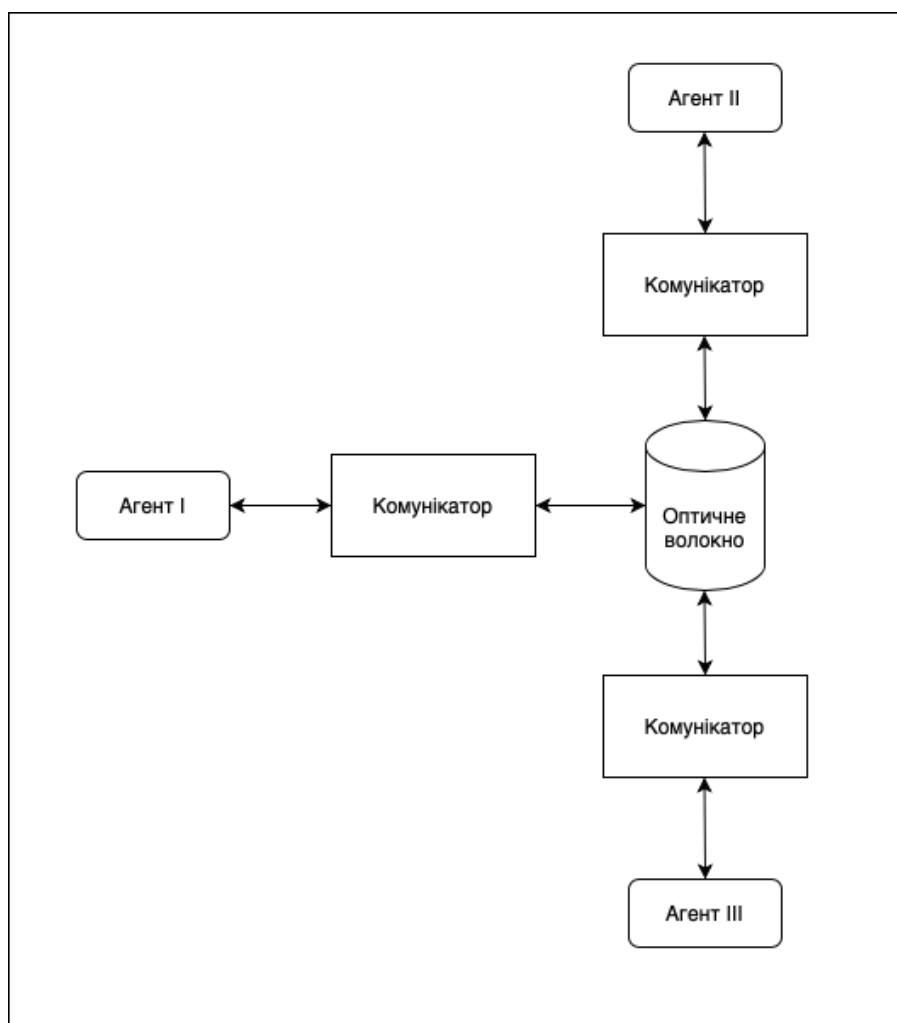 Агент II
Комунікатор
Агент I
Комунікатор
Оптичне
волокно
Комунікатор
Агент III